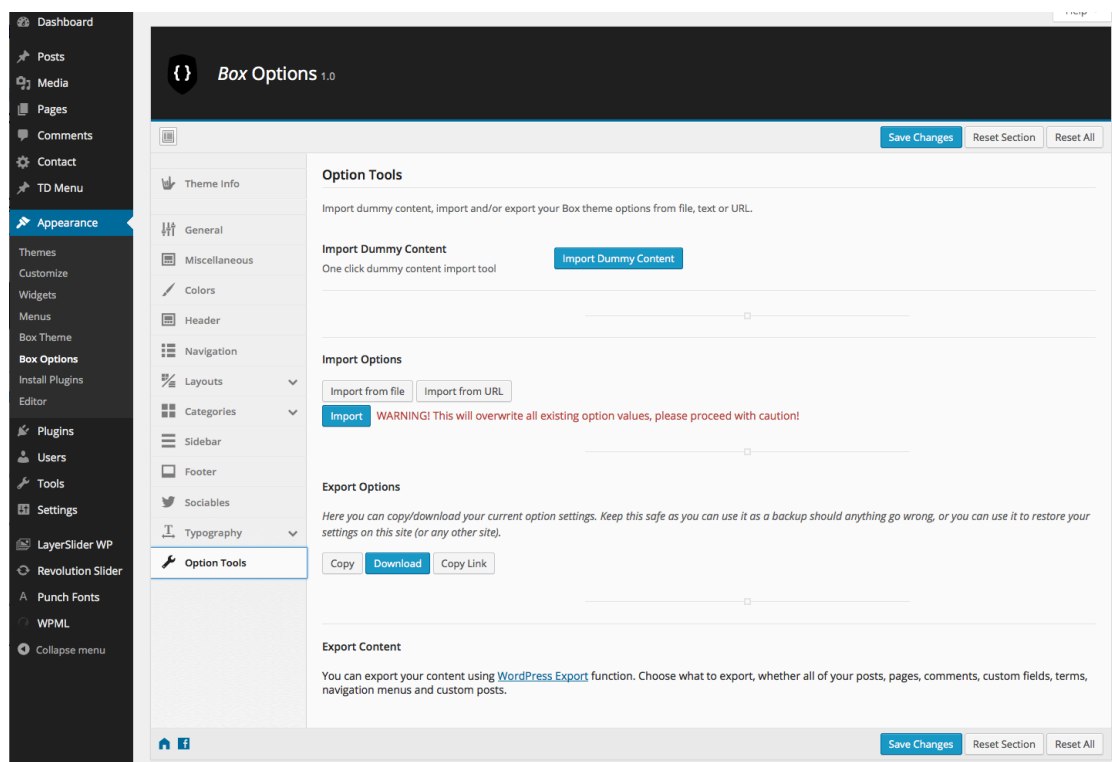 Dashboard
Posts
Media
Pages
Comments
Contact
TD Menu
Appearance
Themes
Customize
Widgets
Menus
Box Theme
Box Options
Install Plugins
Editor
Plugins
Users
Tools
Settings
LayerSlider WP
Revolution Slider
Punch Fonts
WPML
Collapse menu
Help
{} Box Options 1.0
Save Changes Reset Section Reset All
Theme Info
General
Miscellaneous
Colors
Header
Navigation
Layouts
Categories
Sidebar
Footer
Sociables
Typography
Option Tools
Option Tools
Import dummy content, import and/or export your Box theme options from file, text or URL.
Import Dummy Content
One click dummy content import tool
Import Dummy Content
Import Options
Import from file Import from URL
Import WARNING! This will overwrite all existing option values, please proceed with caution!
Export Options
Here you can copy/download your current option settings. Keep this safe as you can use it as a backup should anything go wrong, or you can use it to restore your
settings on this site (or any other site).
Copy Download Copy Link
Export Content
You can export your content using WordPress Export function. Choose what to export, whether all of your posts, pages, comments, custom fields, terms,
navigation menus and custom posts.
Save Changes Reset Section Reset All